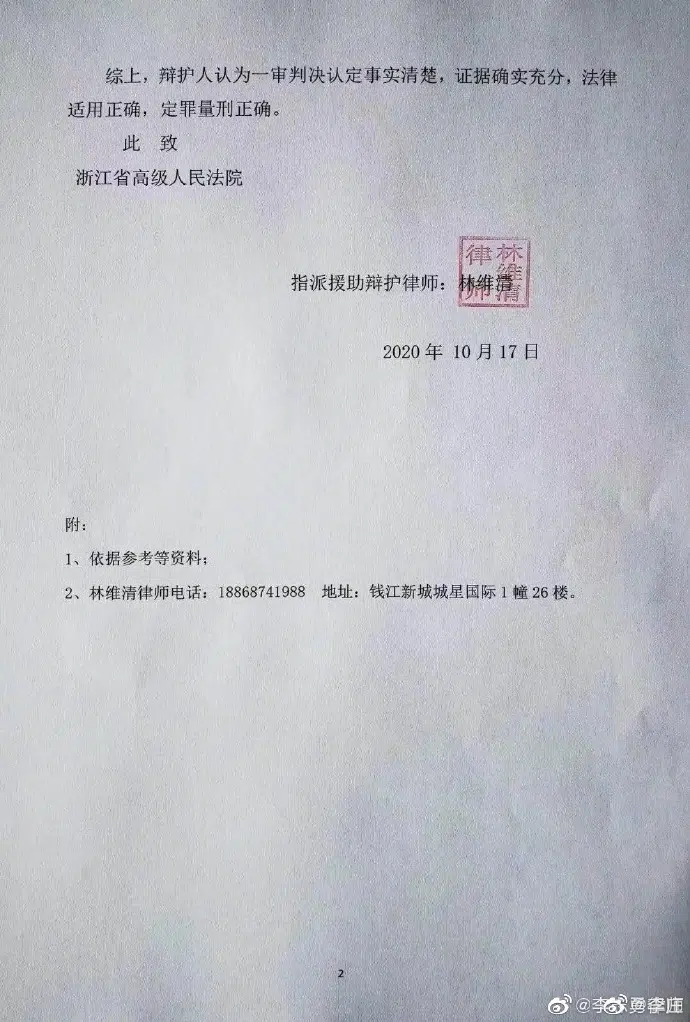 综上，辩护人认为一审判决认定事实清楚，证据确实充分，法律
适用正确，定罪量刑正确。
此 致
浙江省高级人民法院
指派援助辩护律师：林维清
林维清律师
2020 年 10 月 17 日
附：
1、依据参考等资料；
2、林维清律师电话：18868741988 地址：钱江新城城星国际 1 幢 26 楼。
2